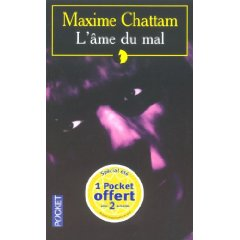 Maxime Chattam
L'âme du mal
POCKET
Spécial été
1 Pocket
offert
pour 2 achetés